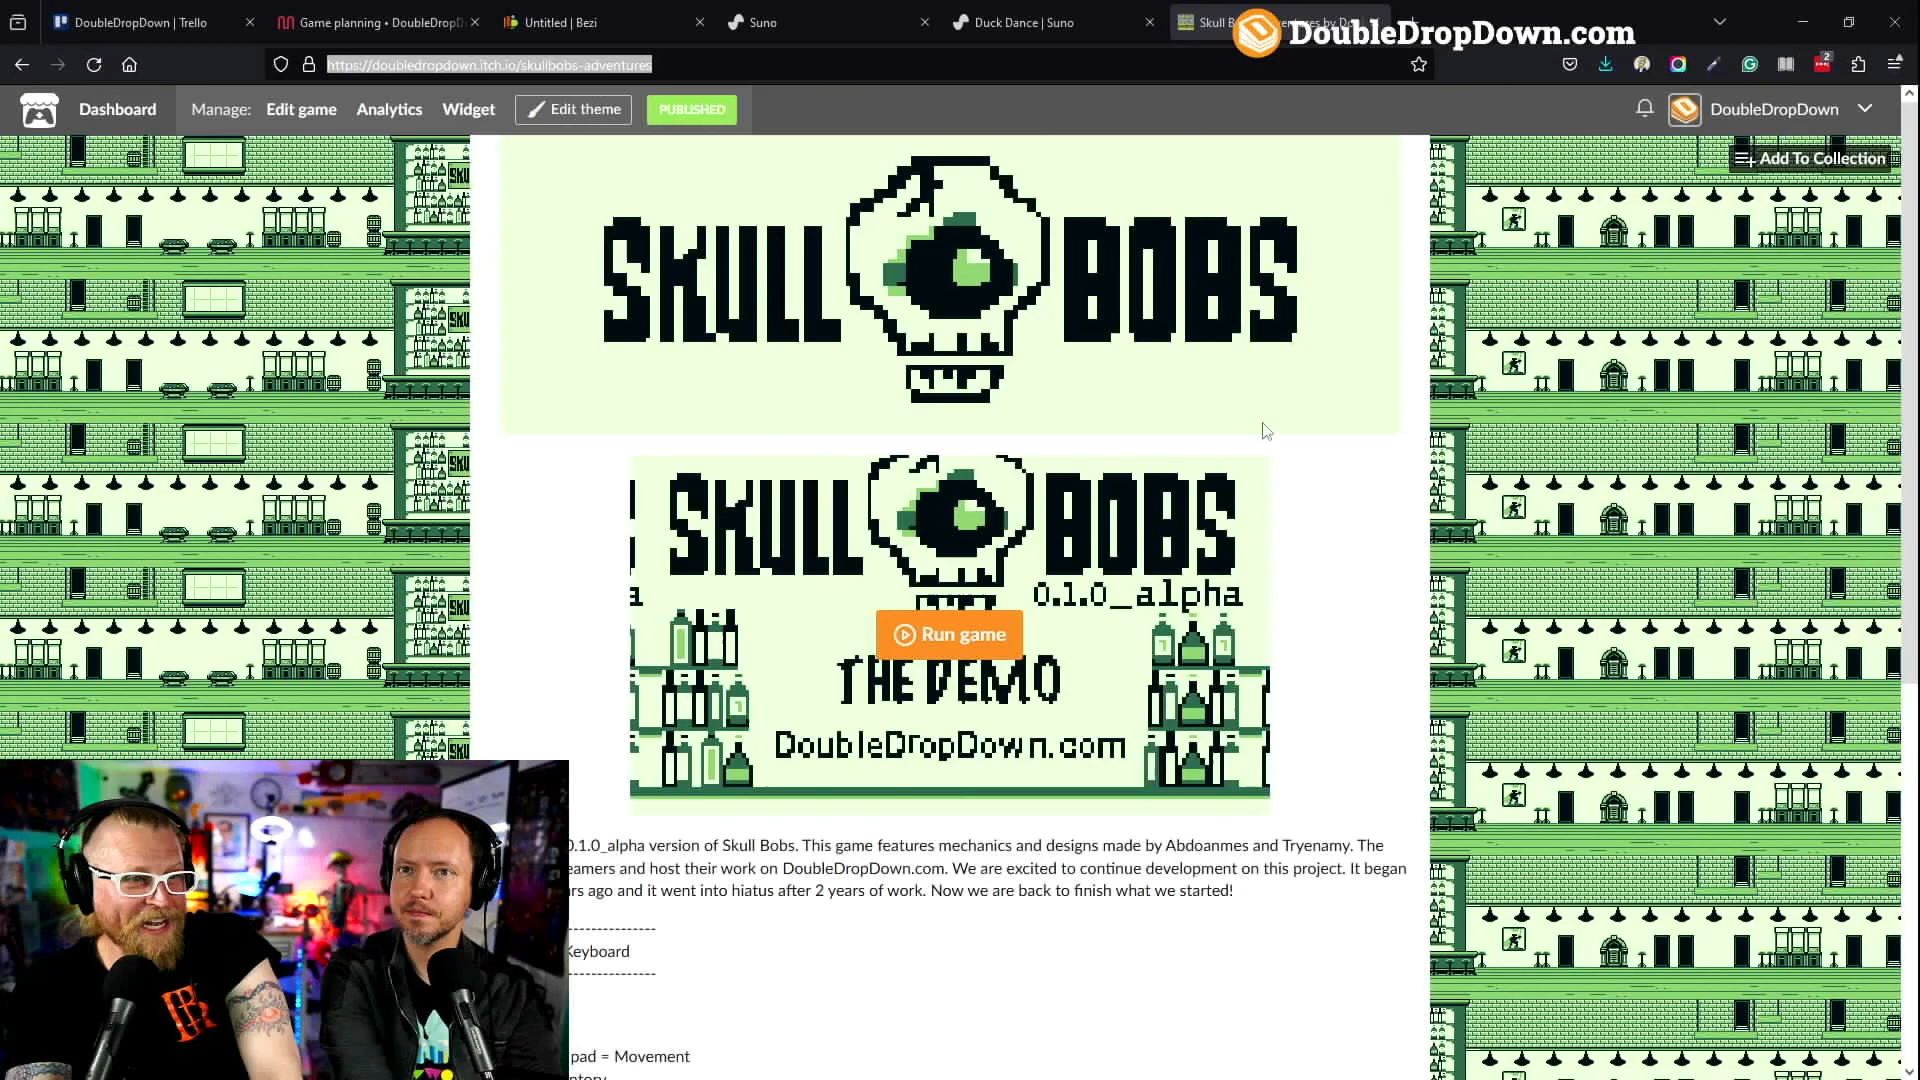 DoubleDropDown | Trello
Game planning • DoubleDropD
Untitled | Bezi
Suno
Duck Dance | Suno
Skull B
DoubleDropDown.com
https://doubledropdown.itch.io/skullbobs-adventures
2
Dashboard
Manage:
Edit game
Analytics
Widget
Edit theme
PUBLISHED
DoubleDropDown
Add To Collection
SKULL BOBS
SKULL BOBS
0.1.0_alpha
Run game
THE DEMO
DoubleDropDown.com
0.1.0_alpha version of Skull Bobs. This game features mechanics and designs made by Abdoanmes and Tryenamy. The
eamers and host their work on DoubleDropDown.com. We are excited to continue development on this project. It began
rs ago and it went into hiatus after 2 years of work. Now we are back to finish what we started!
---------------
Keyboard
---------------
pad = Movement